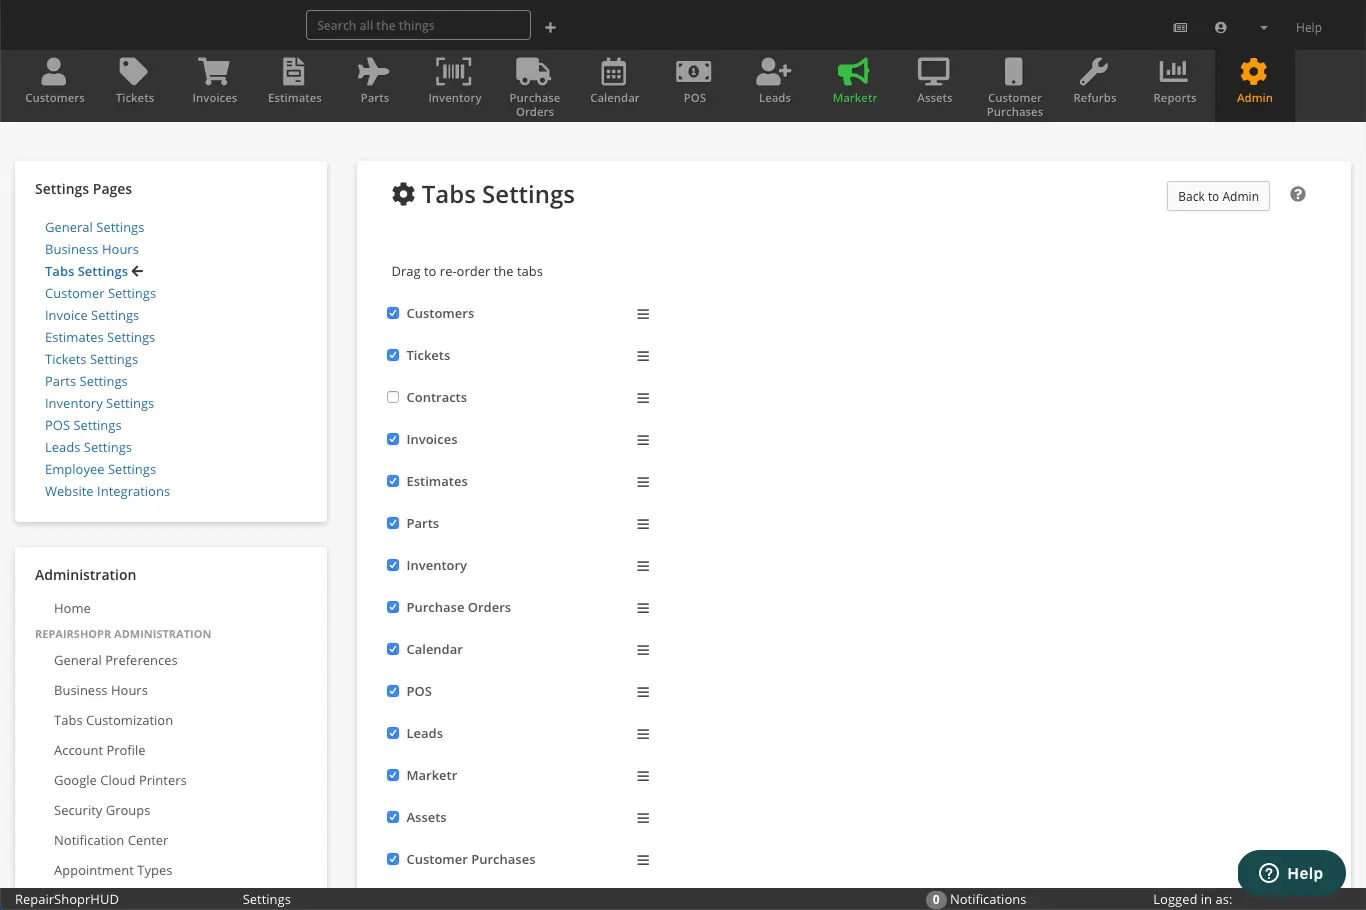 Search all the things
Help
Customers
Tickets
Invoices
Estimates
Parts
Inventory
Purchase
Orders
Calendar
1
POS
Leads
Marketr
Assets
Customer
Purchases
Refurbs
Reports
Admin
Settings Pages
General Settings
Business Hours
Tabs Settings
Customer Settings
Invoice Settings
Estimates Settings
Tickets Settings
Parts Settings
Inventory Settings
POS Settings
Leads Settings
Employee Settings
Website Integrations
Administration
Home
REPAIRSHOPR ADMINISTRATION
General Preferences
Business Hours
Tabs Customization
Account Profile
Google Cloud Printers
Security Groups
Notification Center
Appointment Types
Tabs Settings
Back to Admin
?
Drag to re-order the tabs
Customers
Tickets
Contracts
Invoices
Estimates
Parts
Inventory
Purchase Orders
Calendar
POS
Leads
Marketr
Assets
Customer Purchases
? Help
RepairShoprHUD
Settings
0 Notifications
Logged in as: